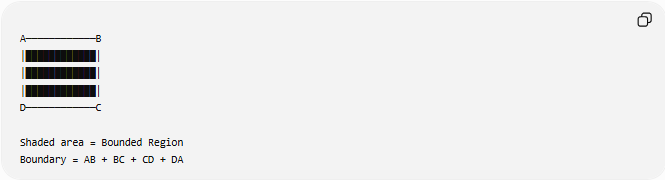 A────────────B
|████████████|
|████████████|
|████████████|
D────────────C
Shaded area = Bounded Region
Boundary = AB + BC + CD + DA